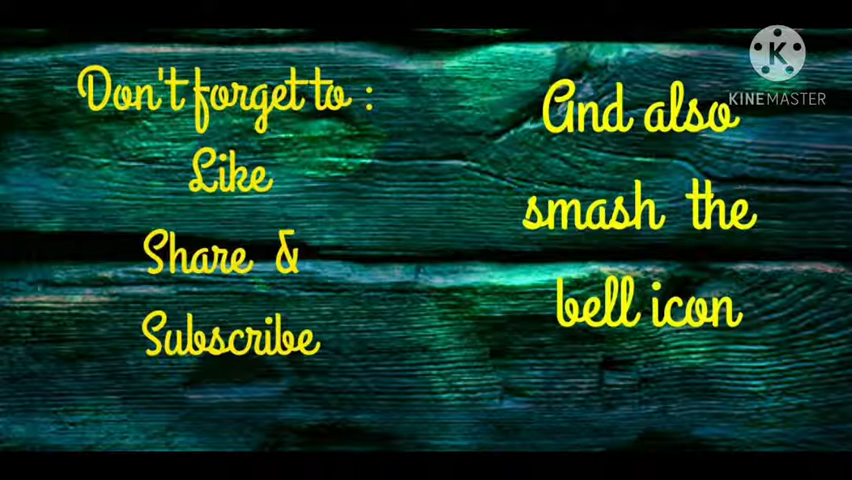 Don't forget to :
Like
Share &
Subscribe
And also
smash the
bell icon
K
KINEMASTER